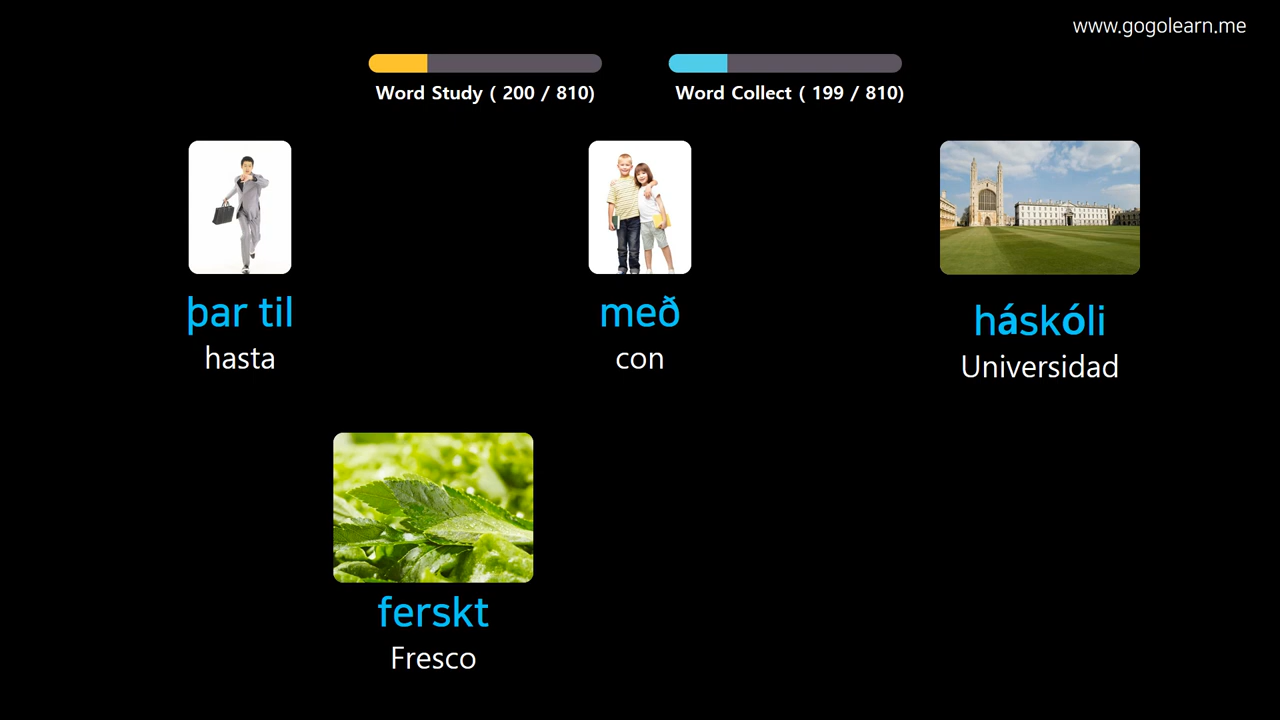 www.gogolearn.me
Word Study ( 200 / 810)
Word Collect ( 199 / 810)
þar til
hasta
með
con
háskóli
Universidad
ferskt
Fresco